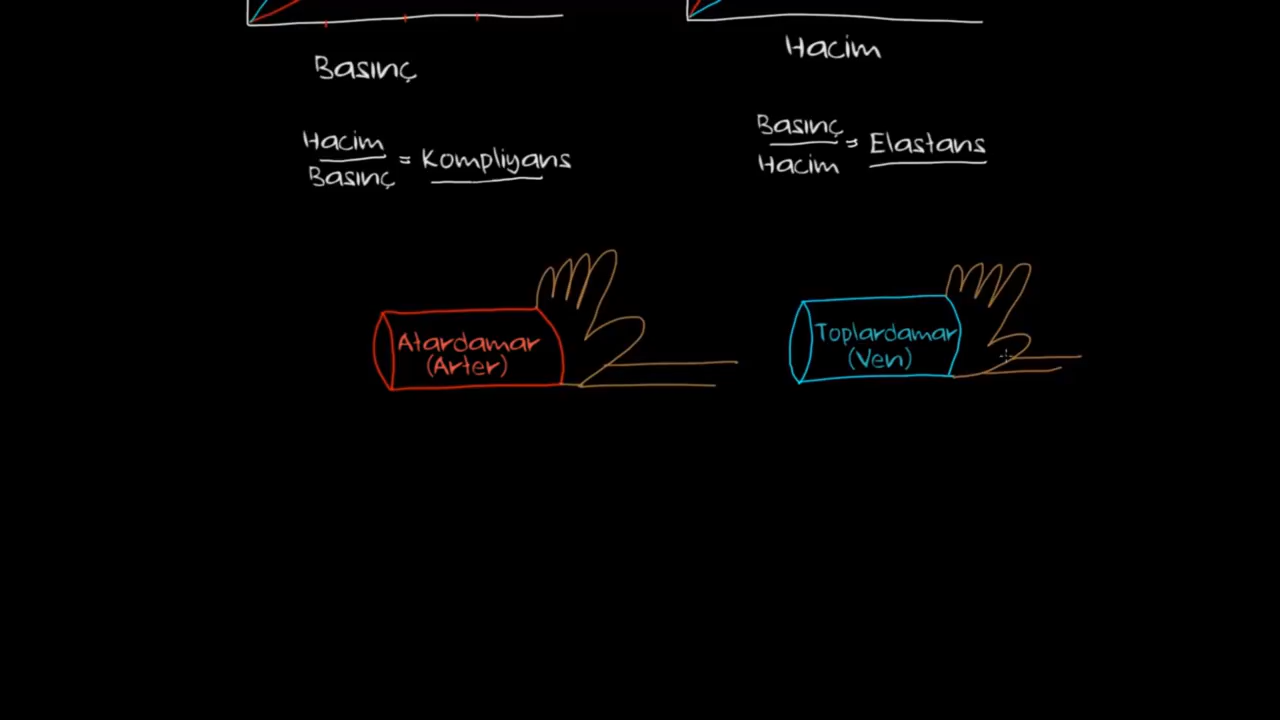 Basınç
Hacim
Hacim
Basınç
= Kompliyans
Basınç
Hacim
= Elastans
Atardamar
(Arter)
Toplardamar
(Ven)